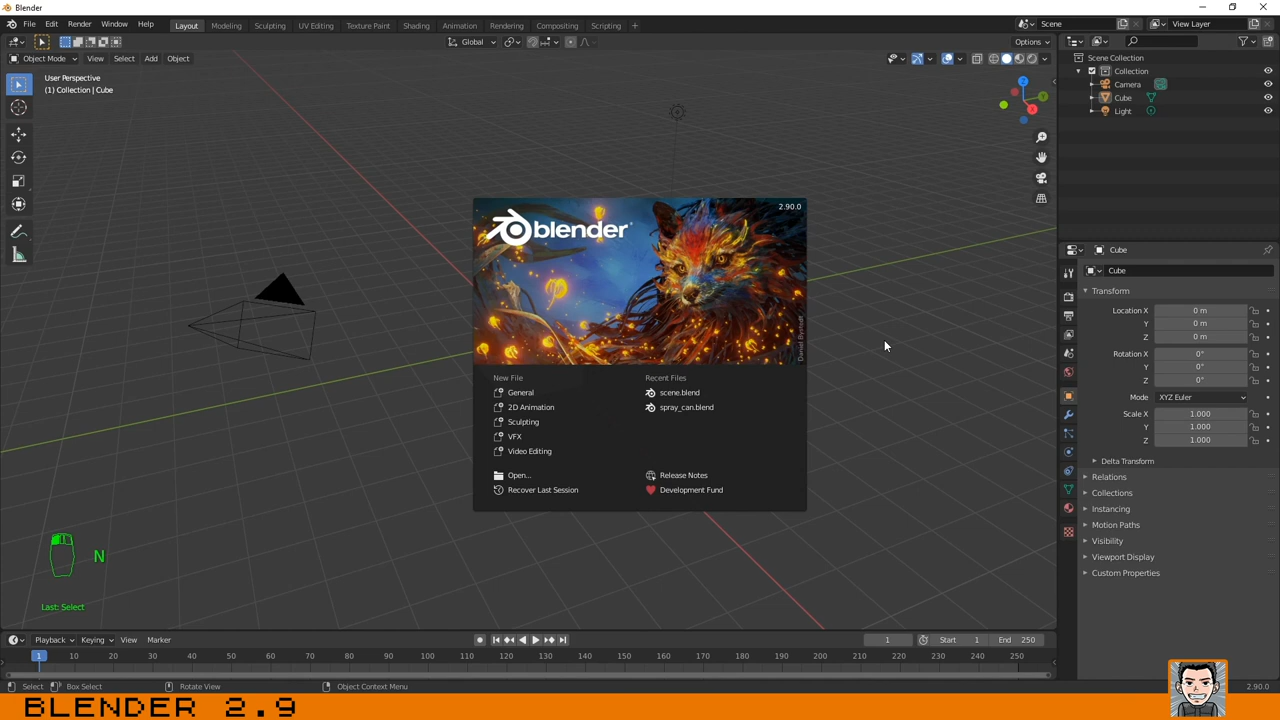 Blender
File Edit Render Window Help Layout Modeling Sculpting UV Editing Texture Paint Shading Animation Rendering Compositing Scripting + Scene View Layer
Global Options
Object Mode View Select Add Object
User Perspective
(1) Collection | Cube
Scene Collection
Collection
Camera
Cube
Light
Z
Y
X
2.90.0
blender
Daniel Bystedt
New File
General
2D Animation
Sculpting
VFX
Video Editing
Open...
Recover Last Session
Recent Files
scene.blend
spray_can.blend
Release Notes
Development Fund
Cube
Cube
Transform
Location X 0 m
Y 0 m
Z 0 m
Rotation X 0°
Y 0°
Z 0°
Mode XYZ Euler
Scale X 1.000
Y 1.000
Z 1.000
Delta Transform
Relations
Collections
Instancing
Motion Paths
Visibility
Viewport Display
Custom Properties
N
Last: Select
Playback Keying View Marker 1 Start 1 End 250
1 10 20 30 40 50 60 70 80 90 100 110 120 130 140 150 160 170 180 190 200 210 220 230 240 250
Select Box Select Rotate View Object Context Menu 2.90.0
BLENDER 2.9